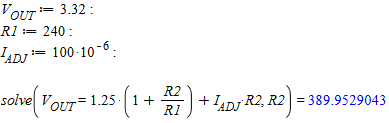 V_OUT := 3.32 :
R1 := 240 :
I_ADJ := 100·10^-6 :
solve(V_OUT = 1.25·(1 + R2/R1) + I_ADJ·R2, R2) = 389.9529043